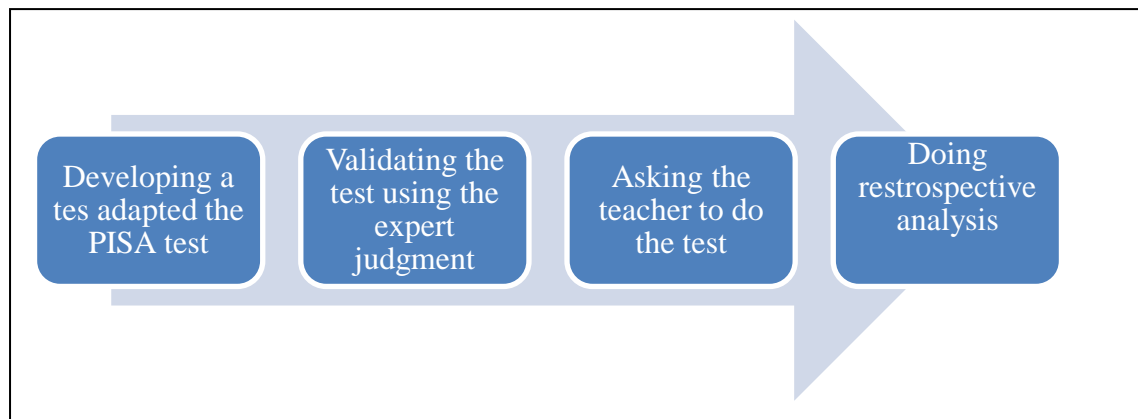 Developing a
tes adapted the
PISA test
Validating the
test using the
expert
judgment
Asking the
teacher to do
the test
Doing
restrospective
analysis